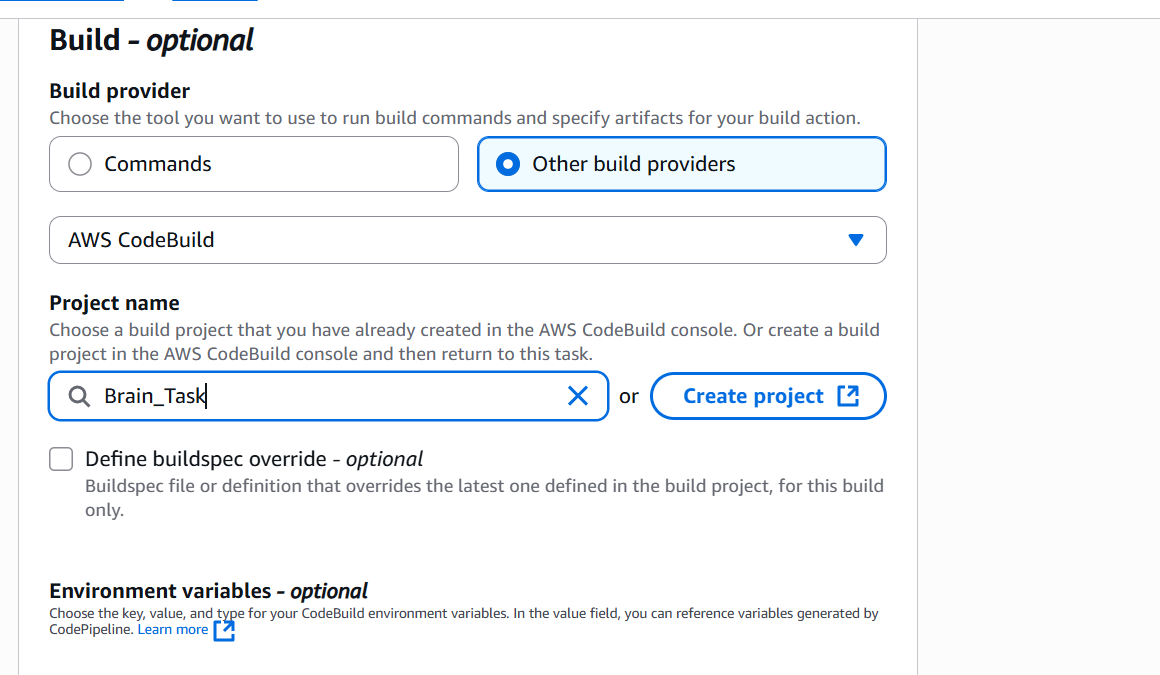 Build - optional
Build provider
Choose the tool you want to use to run build commands and specify artifacts for your build action.
Commands
Other build providers
AWS CodeBuild
Project name
Choose a build project that you have already created in the AWS CodeBuild console. Or create a build
project in the AWS CodeBuild console and then return to this task.
Brain_Task
or
Create project
Define buildspec override - optional
Buildspec file or definition that overrides the latest one defined in the build project, for this build
only.
Environment variables - optional
Choose the key, value, and type for your CodeBuild environment variables. In the value field, you can reference variables generated by
CodePipeline. Learn more